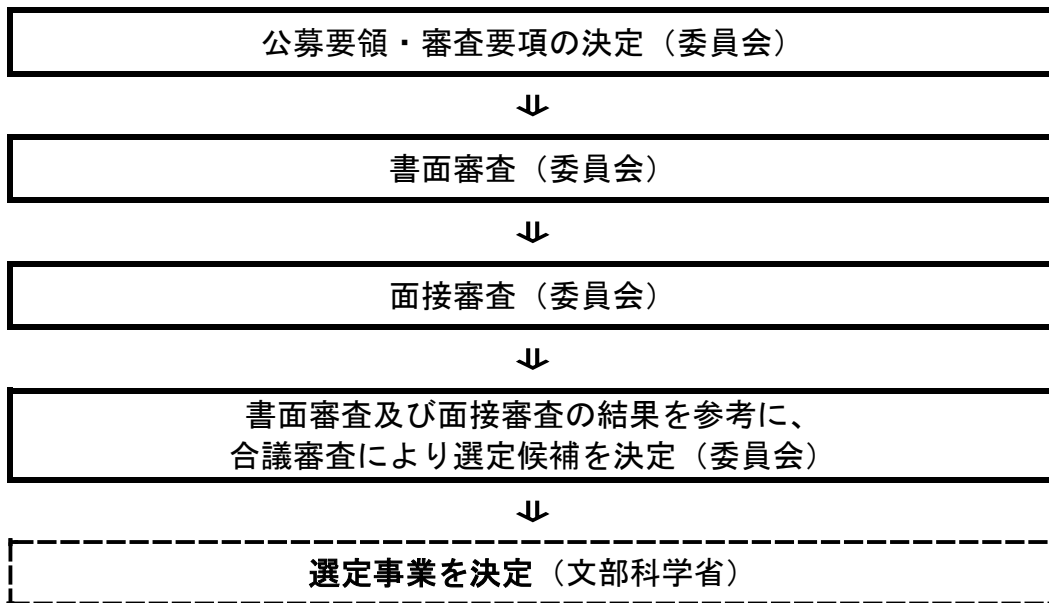 公募要領・審査要項の決定（委員会）
⇓
書面審査（委員会）
⇓
面接審査（委員会）
⇓
書面審査及び面接審査の結果を参考に、
合議審査により選定候補を決定（委員会）
⇓
選定事業を決定（文部科学省）